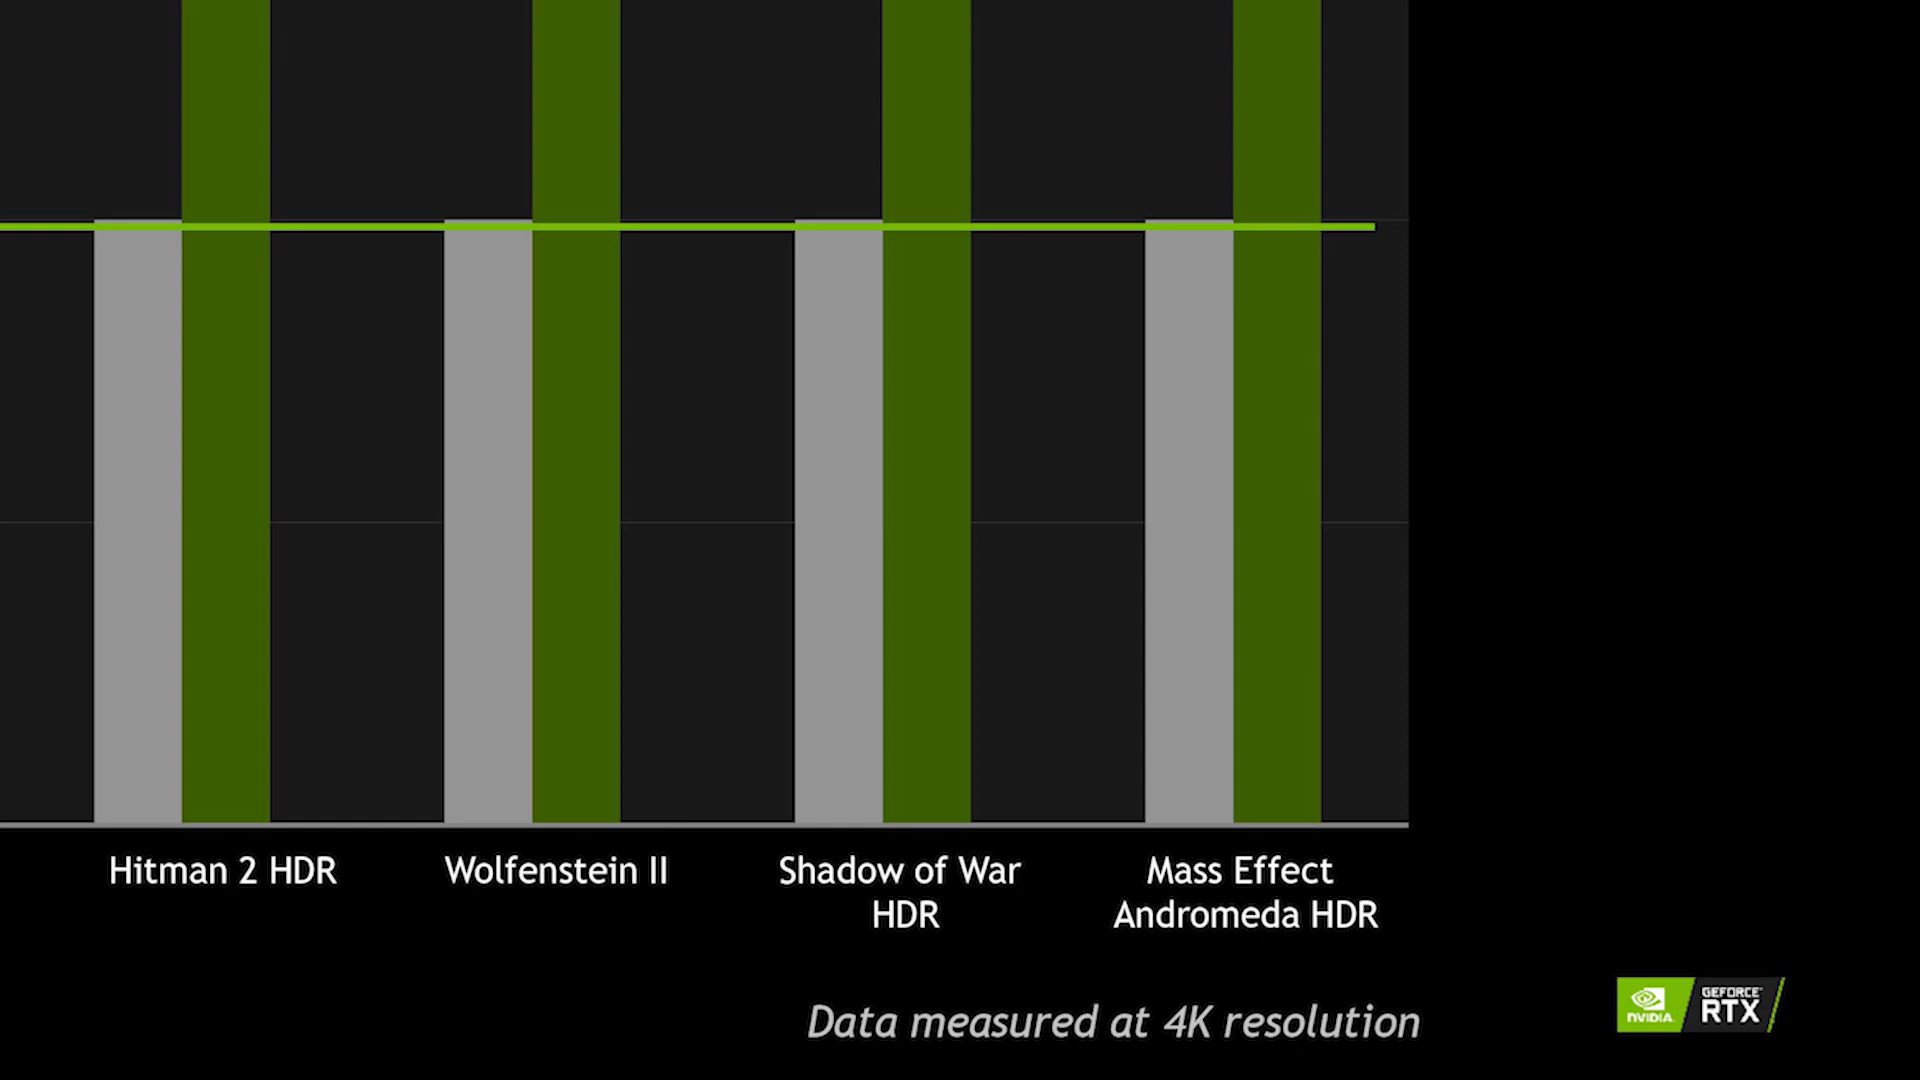 Hitman 2 HDR
Wolfenstein II
Shadow of War
HDR
Mass Effect
Andromeda HDR
Data measured at 4K resolution
NVIDIA.
GEFORCE
RTX